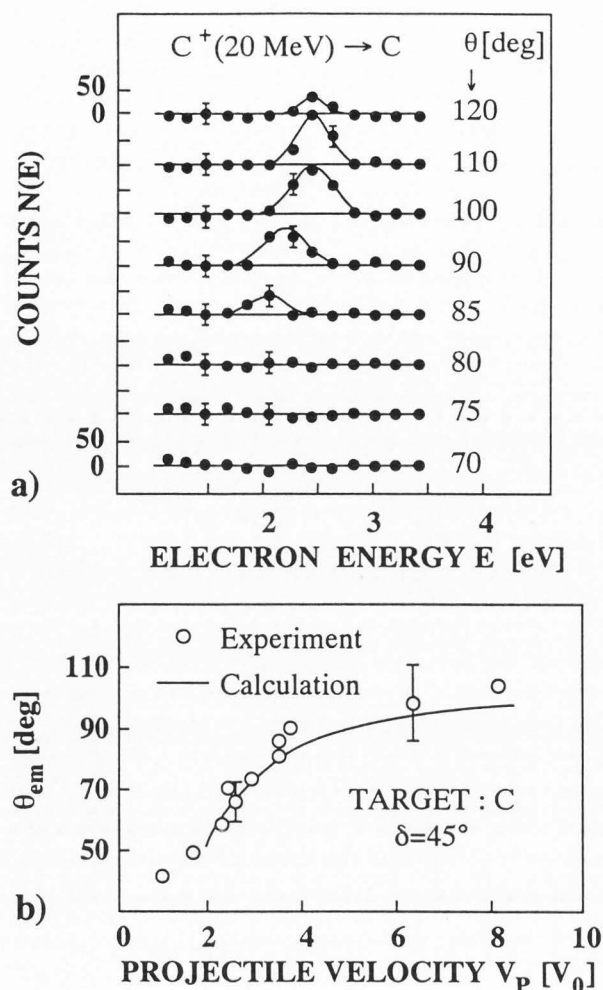 C⁺(20 MeV) → C
θ[deg]
↓
50
0
120
110
100
90
85
80
75
50
0
70
COUNTS N(E)
a)
2 3 4
ELECTRON ENERGY E [eV]
○ Experiment
— Calculation
110
90
70
50
θem [deg]
TARGET : C
δ=45°
b)
0 2 4 6 8 10
PROJECTILE VELOCITY VP [V0]